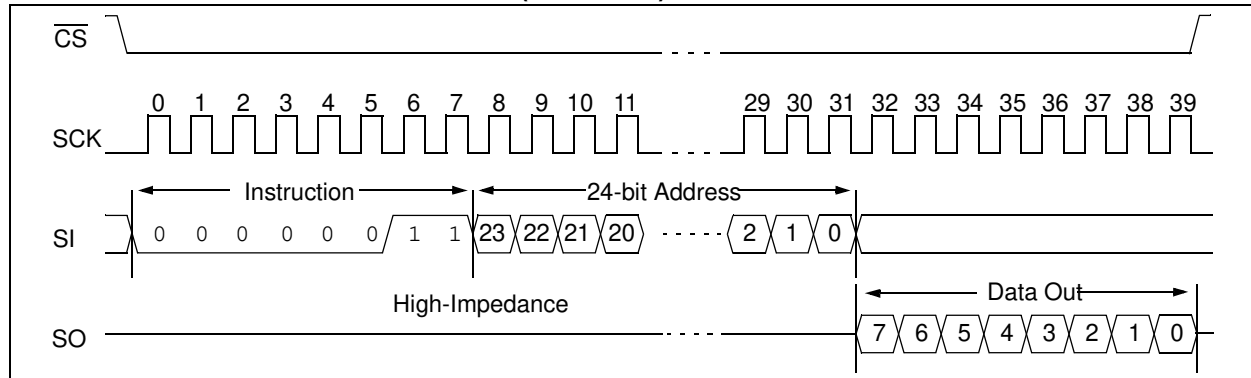 CS
0 1 2 3 4 5 6 7 8 9 10 11 29 30 31 32 33 34 35 36 37 38 39
SCK
Instruction 24-bit Address
SI 0 0 0 0 0 0 1 1 23 22 21 20 2 1 0
High-Impedance Data Out
SO 7 6 5 4 3 2 1 0